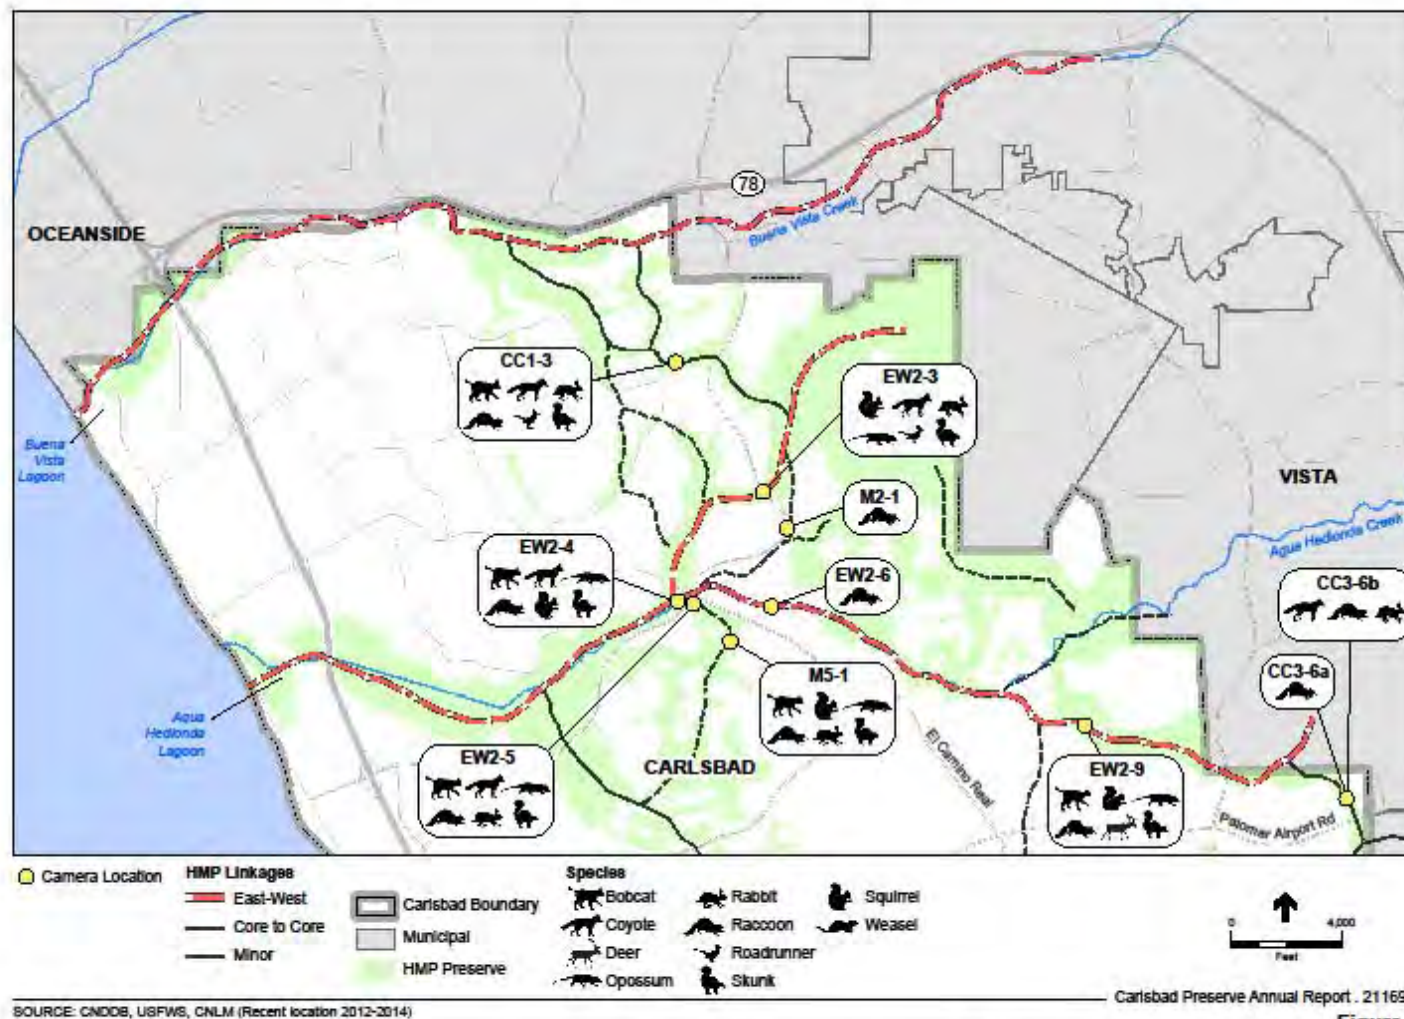 78
OCEANSIDE
Buena Vista Creek
CC1-3
EW2-3
Buena
Vista
Lagoon
VISTA
M2-1
Agua Hedionda Creek
EW2-4
EW2-6
CC3-6b
CC3-6a
M5-1
Agua
Hedionda
Lagoon
EW2-5
CARLSBAD
El Camino Real
EW2-9
Palomar Airport Rd
Camera Location
HMP Linkages
East-West
Core to Core
Minor
Carlsbad Boundary
Municipal
HMP Preserve
Species
Bobcat
Rabbit
Squirrel
Coyote
Raccoon
Weasel
Deer
Roadrunner
Opossum
Skunk
0
4,000
Feet
Carlsbad Preserve Annual Report . 21169
SOURCE: CNDDB, USFWS, CNLM (Recent location 2012-2014)